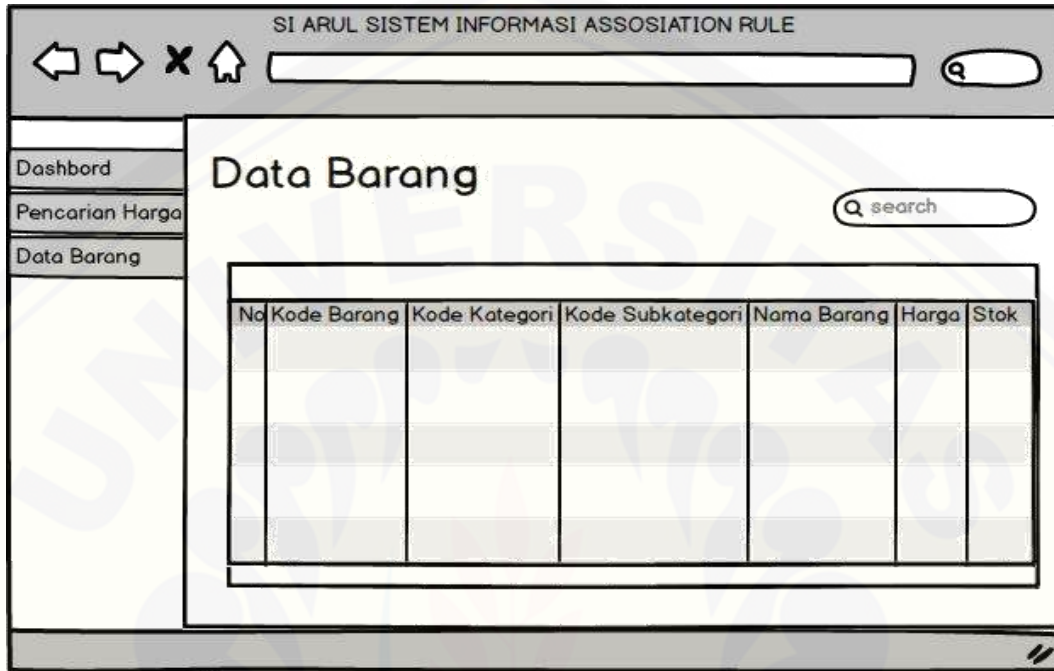 SI ARUL SISTEM INFORMASI ASSOSIATION RULE
Dashbord
Pencarian Harga
Data Barang
Data Barang
search
No Kode Barang Kode Kategori Kode Subkategori Nama Barang Harga Stok
UNIVERSITAS